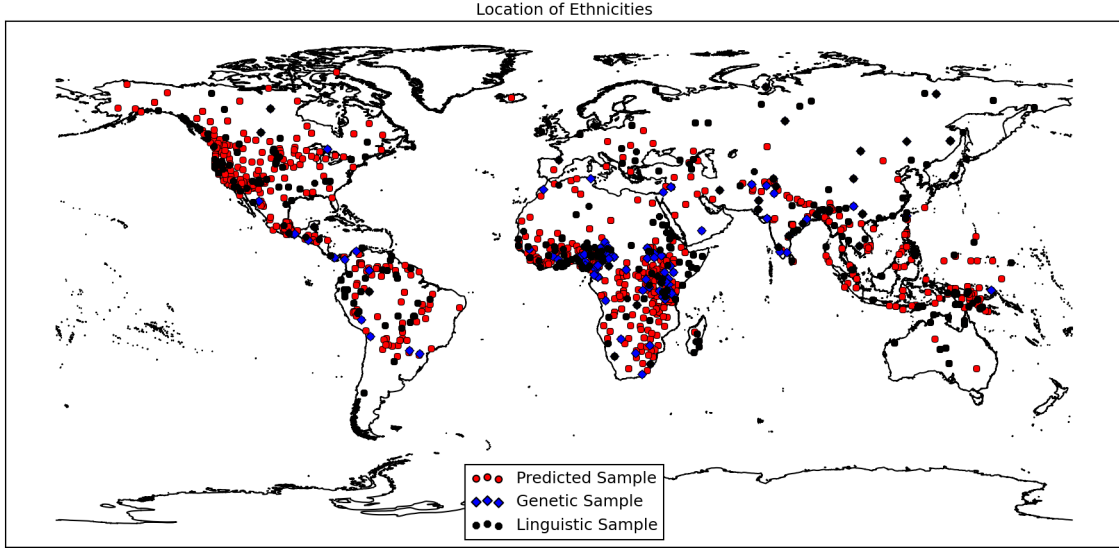 Location of Ethnicities
Predicted Sample
Genetic Sample
Linguistic Sample